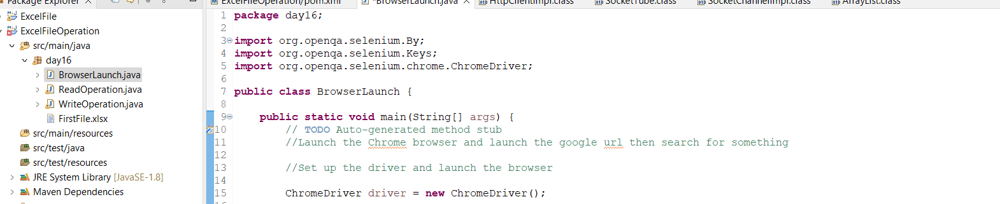 Package Explorer
ExcelFile
ExcelFileOperation
src/main/java
day16
BrowserLaunch.java
ReadOperation.java
WriteOperation.java
FirstFile.xlsx
src/main/resources
src/test/java
src/test/resources
JRE System Library [JavaSE-1.8]
Maven Dependencies
ExcelFileOperation/pom.xml *BrowserLaunch.java HttpClientImpl.class SocketTube.class SocketChannelImpl.class ArrayList.class
1 package day16;
2
3 import org.openqa.selenium.By;
4 import org.openqa.selenium.Keys;
5 import org.openqa.selenium.chrome.ChromeDriver;
6
7 public class BrowserLaunch {
8
9 public static void main(String[] args) {
10 // TODO Auto-generated method stub
11 //Launch the Chrome browser and launch the google url then search for something
12
13 //Set up the driver and launch the browser
14
15 ChromeDriver driver = new ChromeDriver();